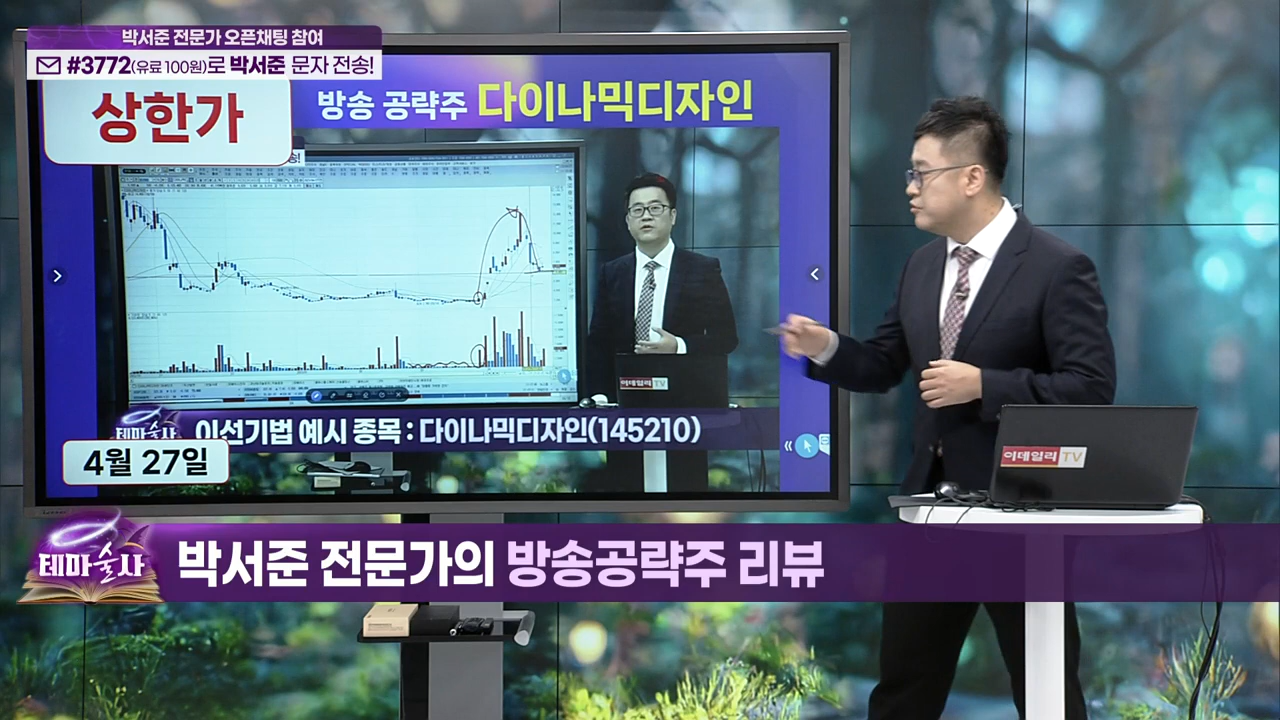 박서준 전문가 오픈채팅 참여
#3772(유료 100원)로 박서준 문자 전송!
상한가
방송 공략주 다이나믹디자인
이데일리TV
테마술사
이선기법 예시 종목 : 다이나믹디자인(145210)
4월 27일
이데일리TV
테마술사
박서준 전문가의 방송공략주 리뷰